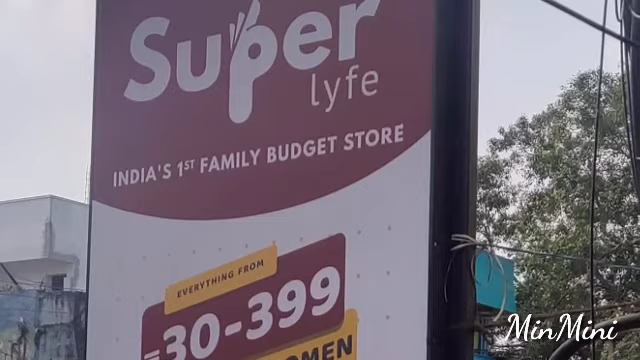 Super
lyfe
INDIA'S 1ST FAMILY BUDGET STORE
EVERYTHING FROM
30-399
OMEN
MinMini